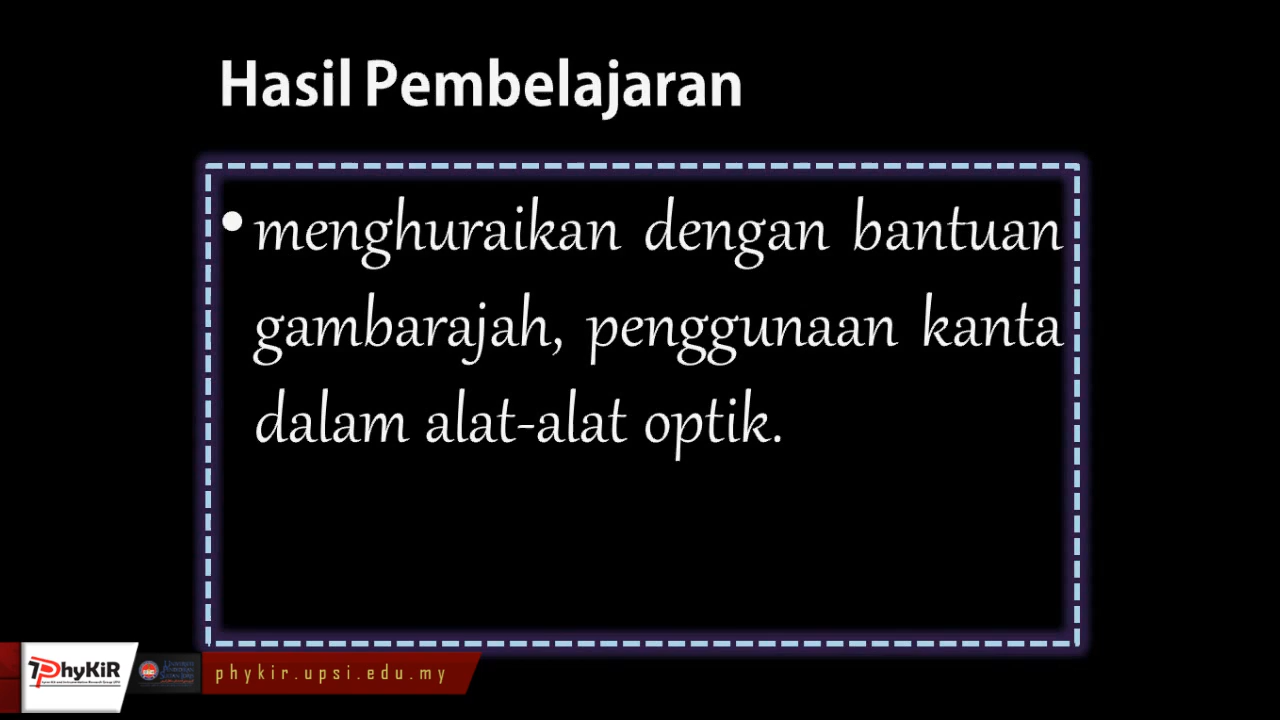 Hasil Pembelajaran
• menghuraikan dengan bantuan
gambarajah, penggunaan kanta
dalam alat-alat optik.
PhyKiR
phykir.upsi.edu.my